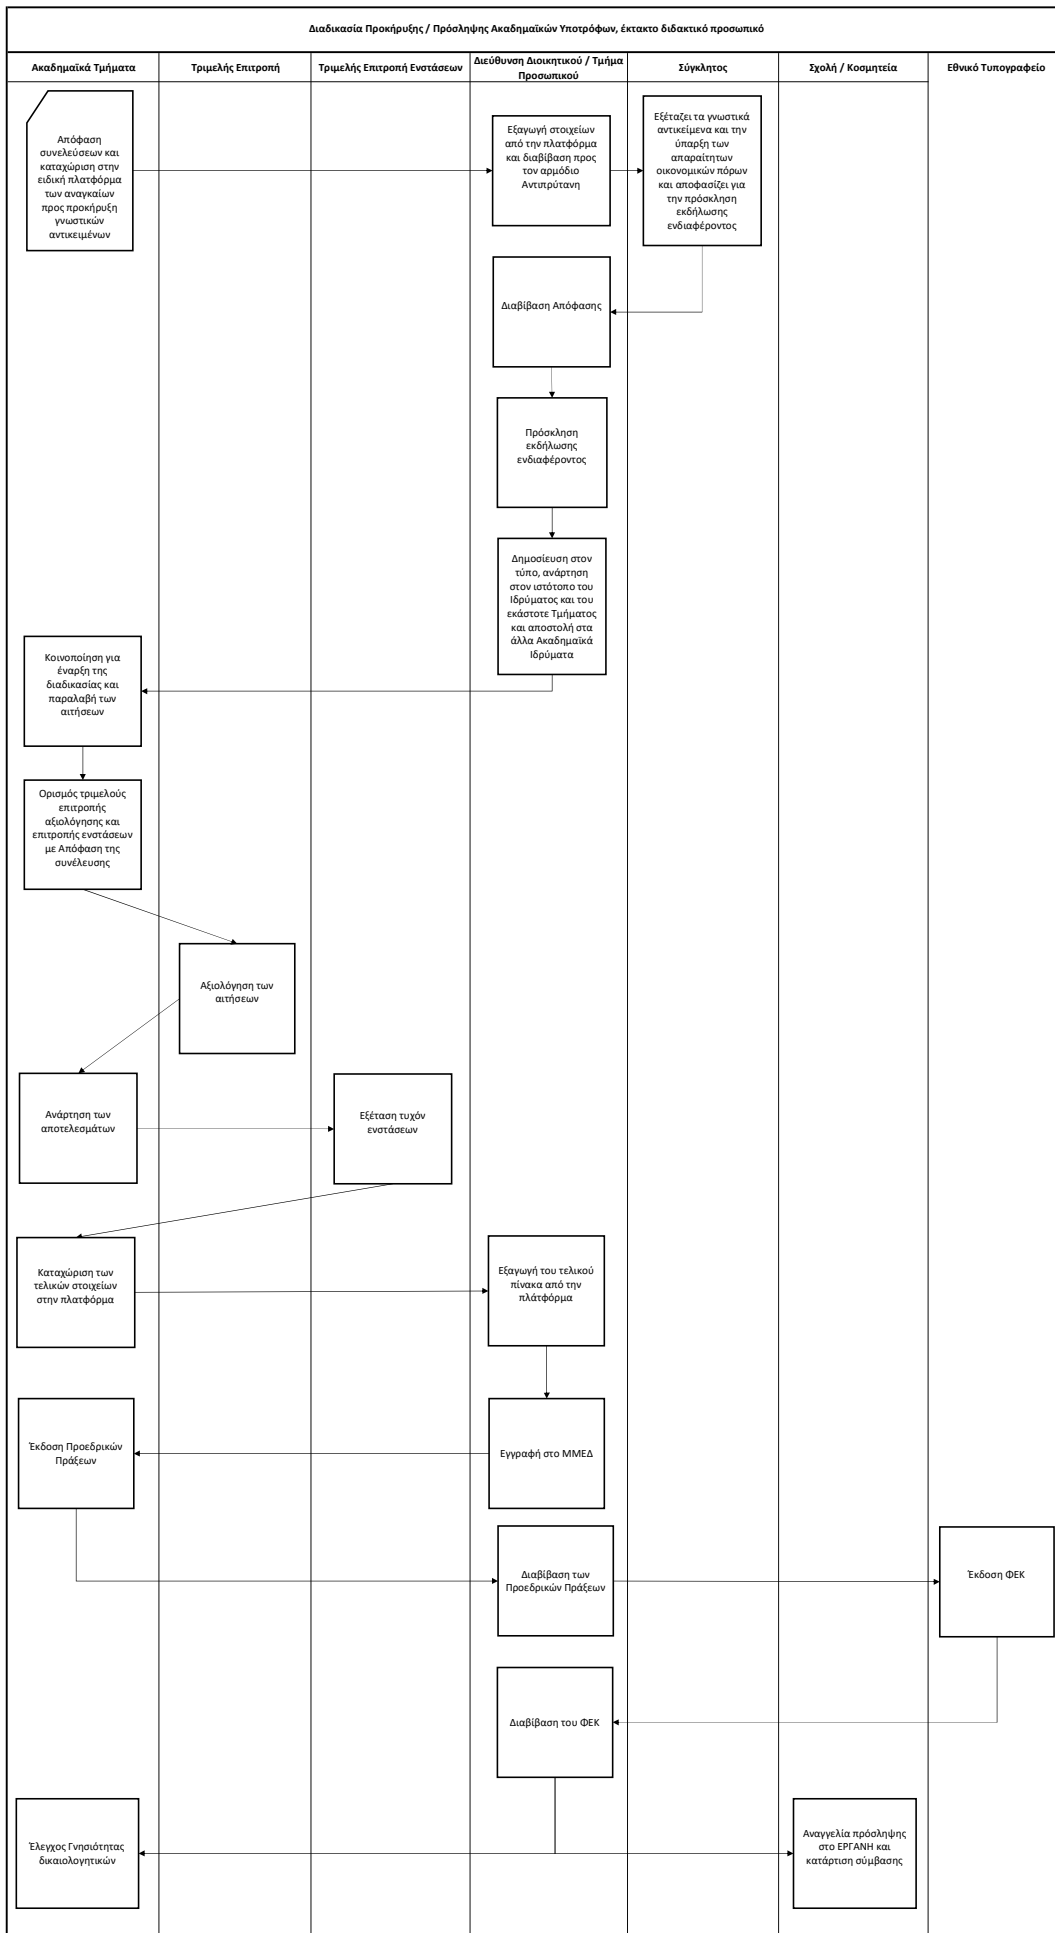 Διαδικασία Προκήρυξης / Πρόσληψης Ακαδημαϊκών Υποτρόφων, έκτακτο διδακτικό προσωπικό
Ακαδημαϊκά Τμήματα
Τριμελής Επιτροπή
Τριμελής Επιτροπή Ενστάσεων
Διεύθυνση Διοικητικού / Τμήμα
Προσωπικού
Σύγκλητος
Σχολή / Κοσμητεία
Εθνικό Τυπογραφείο
Απόφαση
συνελεύσεων και
καταχώριση στην
ειδική πλατφόρμα
των αναγκαίων
προς προκήρυξη
γνωστικών
αντικειμένων
Εξαγωγή στοιχείων
από την πλατφόρμα
και διαβίβαση προς
τον αρμόδιο
Αντιπρύτανη
Εξέταζει τα γνωστικά
αντικείμενα και την
ύπαρξη των
απαραίτητων
οικονομικών πόρων
και αποφασίζει για
την πρόσκληση
εκδήλωσης
ενδιαφέροντος
Διαβίβαση Απόφασης
Πρόσκληση
εκδήλωσης
ενδιαφέροντος
Δημοσίευση στον
τύπο, ανάρτηση
στον ιστότοπο του
Ιδρύματος και του
εκάστοτε Τμήματος
και αποστολή στα
άλλα Ακαδημαϊκά
Ιδρύματα
Κοινοποίηση για
έναρξη της
διαδικασίας και
παραλαβή των
αιτήσεων
Ορισμός τριμελούς
επιτροπής
αξιολόγησης και
επιτροπής ενστάσεων
με Απόφαση της
συνέλευσης
Αξιολόγηση των
αιτήσεων
Ανάρτηση των
αποτελεσμάτων
Εξέταση τυχόν
ενστάσεων
Καταχώριση των
τελικών στοιχείων
στην πλατφόρμα
Εξαγωγή του τελικού
πίνακα από την
πλάτφόρμα
Έκδοση Προεδρικών
Πράξεων
Εγγραφή στο ΜΜΕΔ
Διαβίβαση των
Προεδρικών Πράξεων
Έκδοση ΦΕΚ
Διαβίβαση του ΦΕΚ
Έλεγχος Γνησιότητας
δικαιολογητικών
Αναγγελία πρόσληψης
στο ΕΡΓΑΝΗ και
κατάρτιση σύμβασης